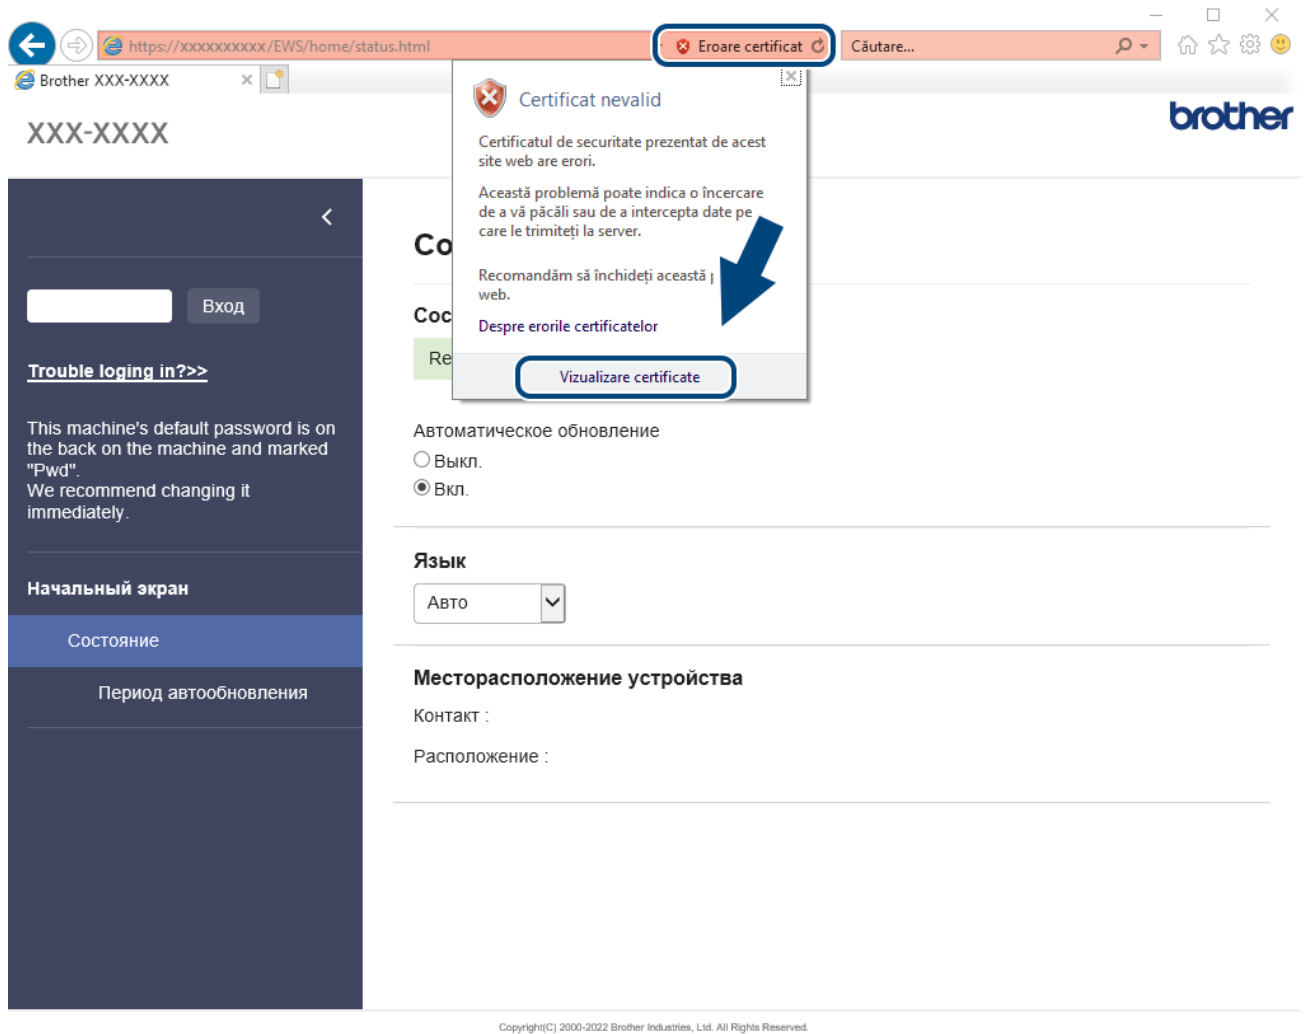 https://xxxxxxxxxx/EWS/home/status.html
Eroare certificat
Căutare...
Brother XXX-XXXX
XXX-XXXX
brother
Certificat nevalid
Certificatul de securitate prezentat de acest
site web are erori.
Această problemă poate indica o încercare
de a vă păcăli sau de a intercepta date pe
care le trimiteți la server.
Recomandăm să închideți această
web.
Despre erorile certificatelor
Vizualizare certificate
Вход
Trouble loging in?>>
This machine's default password is on
the back on the machine and marked
"Pwd".
We recommend changing it
immediately.
Начальный экран
Состояние
Период автообновления
Со
Сос
Re
Автоматическое обновление
Выкл.
Вкл.
Язык
Авто
Месторасположение устройства
Контакт :
Расположение :
Copyright(C) 2000-2022 Brother Industries, Ltd. All Rights Reserved.